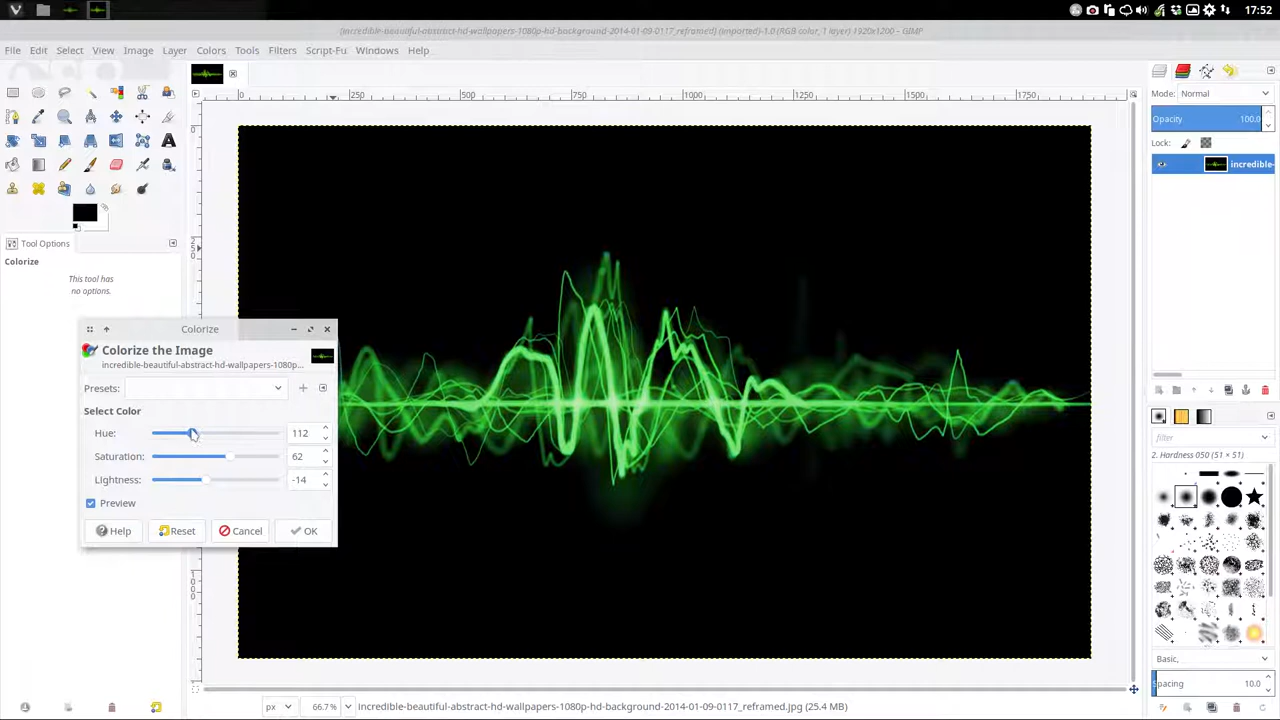 17:52
(incredible-beautiful-abstract-hd-wallpapers-1080p-hd-background-2014-01-09-0117_reframed] (imported)-1.0 (RGB color, 1 layer) 1920x1200 – GIMP
File Edit Select View Image Layer Colors Tools Filters Script-Fu Windows Help
0 250 500 750 1000 1250 1500 1750
Mode: Normal
Opacity 100.0
Lock:
incredible-
Tool Options
Colorize
This tool has
no options.
Colorize
Colorize the Image
incredible-beautiful-abstract-hd-wallpapers-1080p...
Presets:
Select Color
Hue: 112
Saturation: 62
Lightness: -14
Preview
Help Reset Cancel OK
filter
2. Hardness 050 (51 × 51)
Basic,
Spacing 10.0
px 66.7% incredible-beautiful-abstract-hd-wallpapers-1080p-hd-background-2014-01-09-0117_reframed.jpg (25.4 MB)